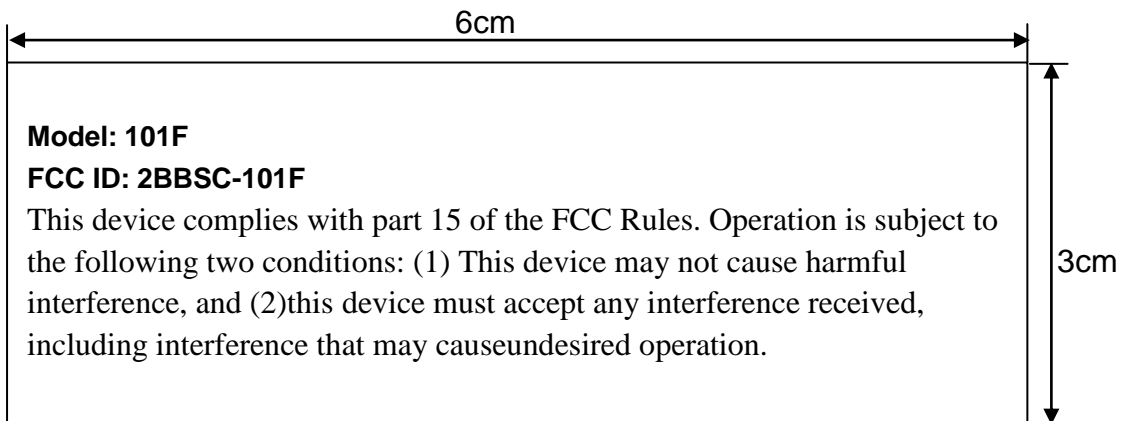 6cm
Model: 101F
FCC ID: 2BBSC-101F
This device complies with part 15 of the FCC Rules. Operation is subject to
the following two conditions: (1) This device may not cause harmful
interference, and (2)this device must accept any interference received,
including interference that may causeundesired operation.
3cm